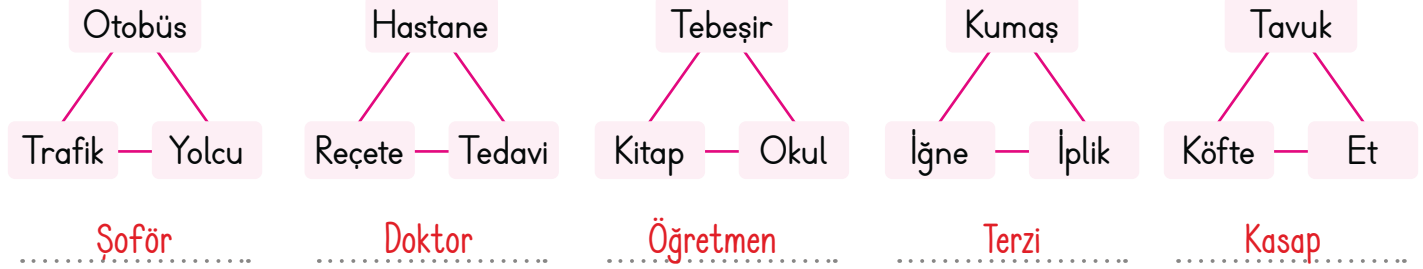 Otobüs Hastane Tebeşir Kumaş Tavuk
Trafik Yolcu Reçete Tedavi Kitap Okul İğne İplik Köfte Et
Şoför Doktor Öğretmen Terzi Kasap